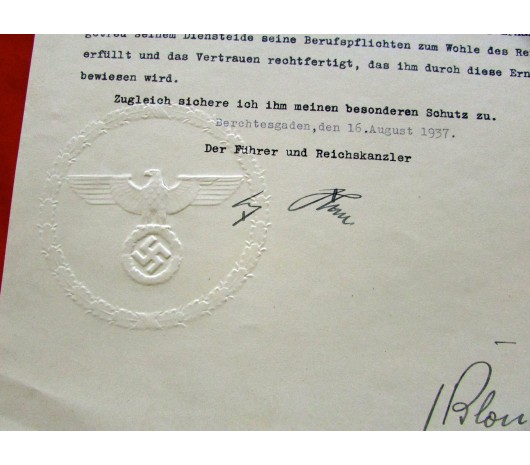 getreu seinem Diensteide seine Berufspflichten zum Wohle des Re
erfüllt und das Vertrauen rechtfertigt, das ihm durch diese Ern
bewiesen wird.
Zugleich sichere ich ihm meinen besonderen Schutz zu.
Berchtesgaden,den 16.August 1937.
Der Führer und Reichskanzler